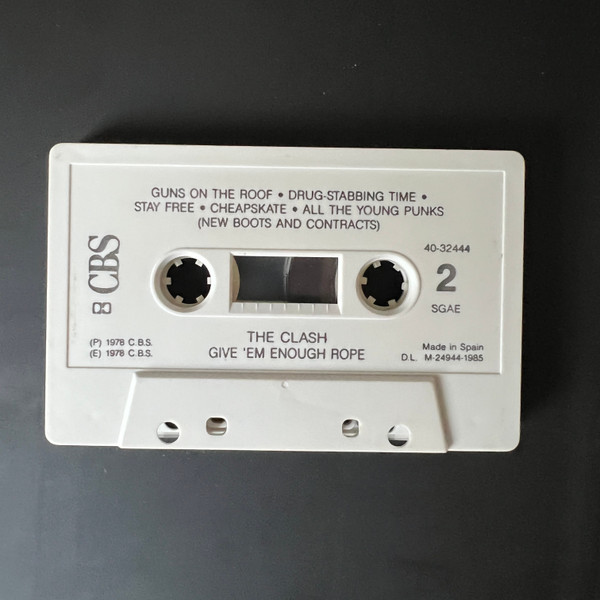 GUNS ON THE ROOF • DRUG-STABBING TIME •
STAY FREE • CHEAPSKATE • ALL THE YOUNG PUNKS
(NEW BOOTS AND CONTRACTS)
CBS
40-32444
2
SGAE
(P) 1978 C.B.S.
(E) 1978 C.B.S.
THE CLASH
GIVE 'EM ENOUGH ROPE
Made in Spain
D.L. M-24944-1985